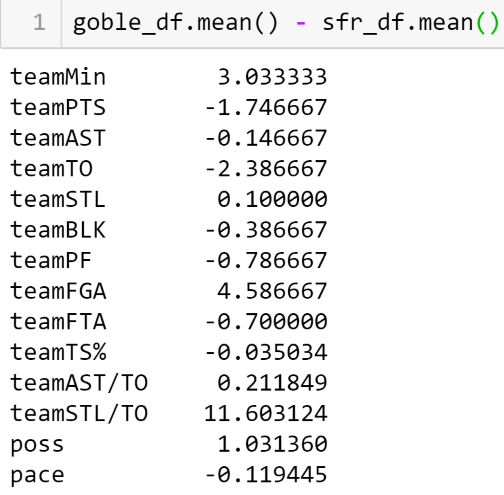 1 goble_df.mean() - sfr_df.mean()
teamMin 3.033333
teamPTS -1.746667
teamAST -0.146667
teamTO -2.386667
teamSTL 0.100000
teamBLK -0.386667
teamPF -0.786667
teamFGA 4.586667
teamFTA -0.700000
teamTS% -0.035034
teamAST/TO 0.211849
teamSTL/TO 11.603124
poss 1.031360
pace -0.119445